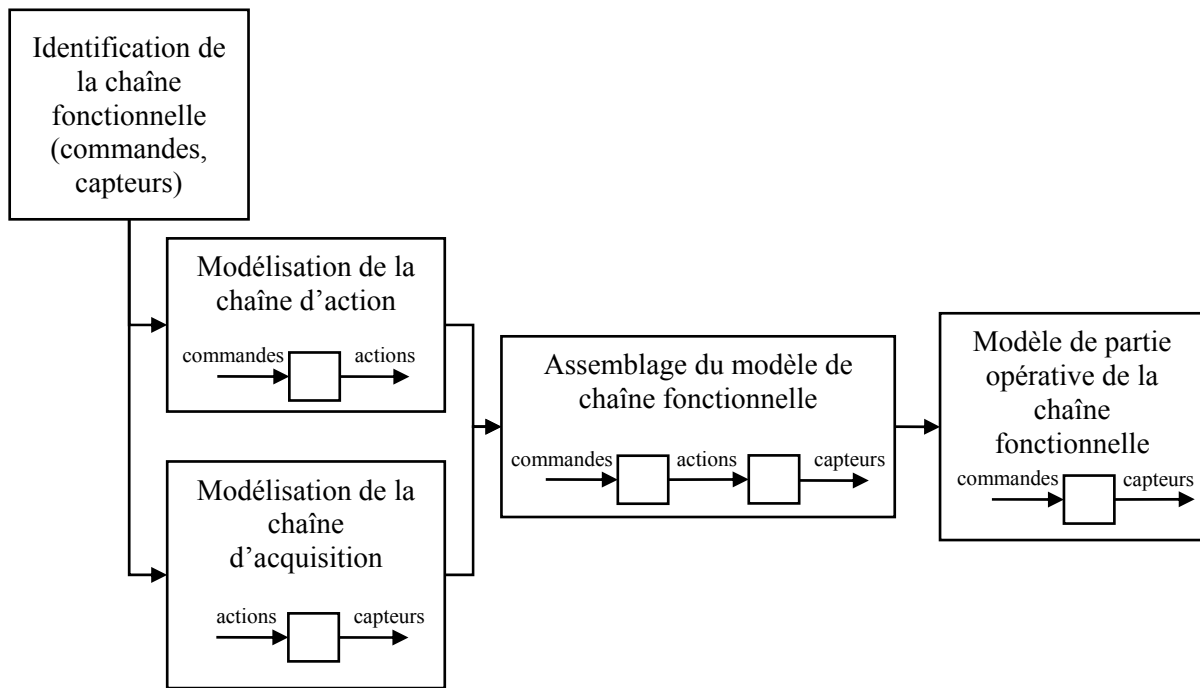 Identification de
la chaîne
fonctionnelle
(commandes,
capteurs)
Modélisation de la
chaîne d’action
commandes
actions
Modélisation de la
chaîne
d’acquisition
actions
capteurs
Assemblage du modèle de
chaîne fonctionnelle
commandes
actions
capteurs
Modèle de partie
opérative de la
chaîne
fonctionnelle
commandes
capteurs